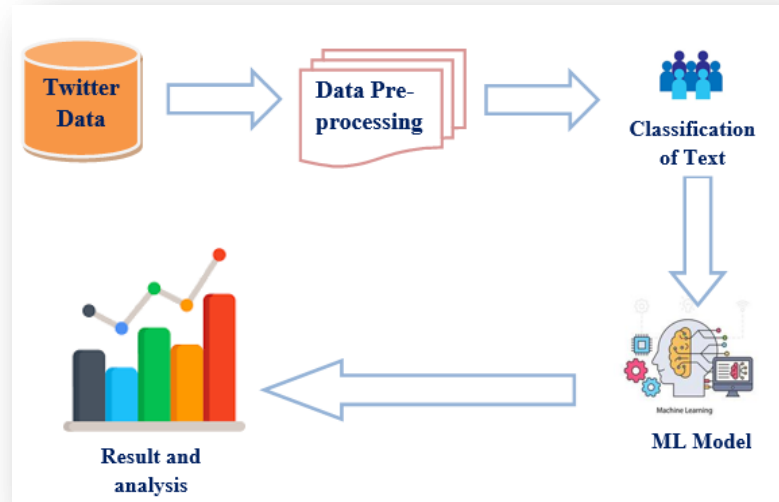 Twitter
Data
Data Pre-
processing
Classification
of Text
Machine Learning
ML Model
Result and
analysis